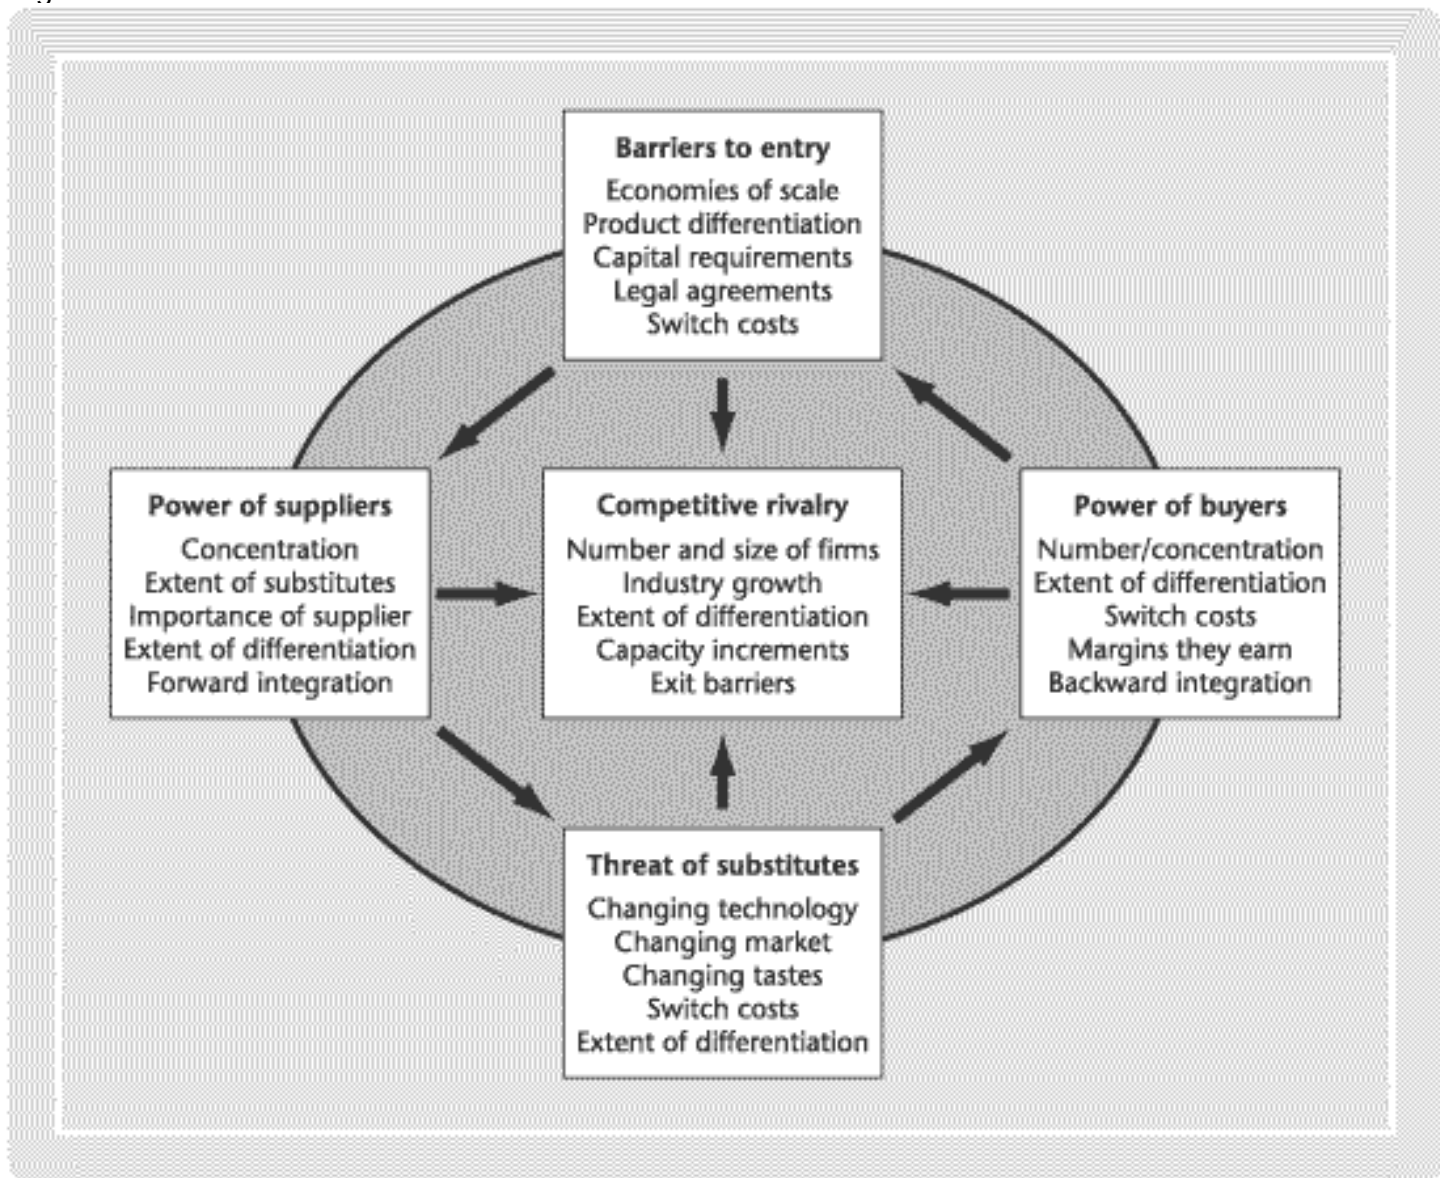 Barriers to entry
Economies of scale
Product differentiation
Capital requirements
Legal agreements
Switch costs
Power of suppliers
Concentration
Extent of substitutes
Importance of supplier
Extent of differentiation
Forward integration
Competitive rivalry
Number and size of firms
Industry growth
Extent of differentiation
Capacity increments
Exit barriers
Power of buyers
Number/concentration
Extent of differentiation
Switch costs
Margins they earn
Backward integration
Threat of substitutes
Changing technology
Changing market
Changing tastes
Switch costs
Extent of differentiation